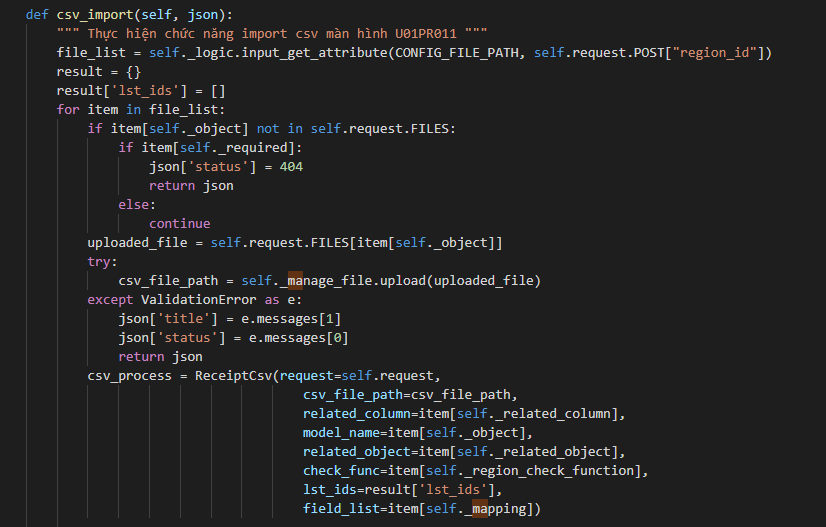 def csv_import(self, json):
""" Thực hiện chức năng import csv màn hình U01PR011 """
file_list = self._logic.input_get_attribute(CONFIG_FILE_PATH, self.request.POST["region_id"])
result = {}
result['lst_ids'] = []
for item in file_list:
if item[self._object] not in self.request.FILES:
if item[self._required]:
json['status'] = 404
return json
else:
continue
uploaded_file = self.request.FILES[item[self._object]]
try:
csv_file_path = self._manage_file.upload(uploaded_file)
except ValidationError as e:
json['title'] = e.messages[1]
json['status'] = e.messages[0]
return json
csv_process = ReceiptCsv(request=self.request,
csv_file_path=csv_file_path,
related_column=item[self._related_column],
model_name=item[self._object],
related_object=item[self._related_object],
check_func=item[self._region_check_function],
lst_ids=result['lst_ids'],
field_list=item[self._mapping])